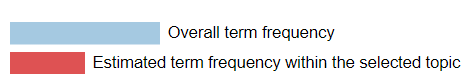 Overall term frequency
Estimated term frequency within the selected topic